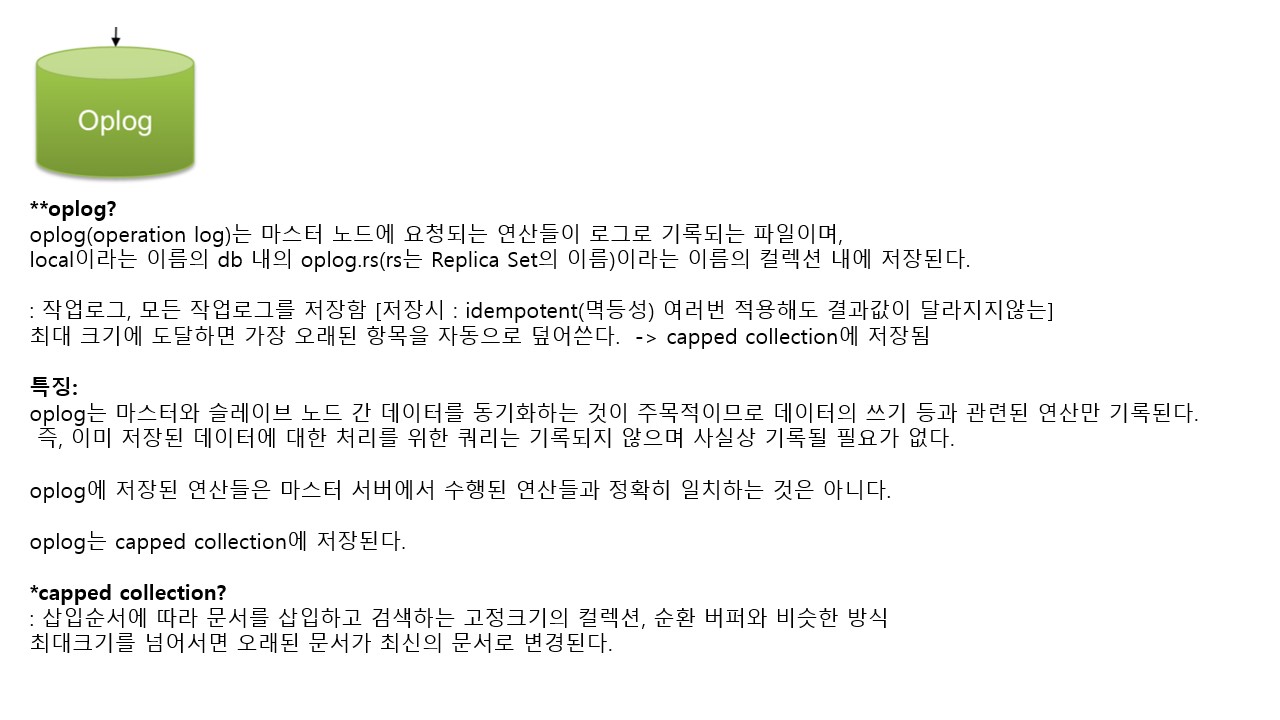 Oplog
**oplog?
oplog(operation log)는 마스터 노드에 요청되는 연산들이 로그로 기록되는 파일이며,
local이라는 이름의 db 내의 oplog.rs(rs는 Replica Set의 이름)이라는 이름의 컬렉션 내에 저장된다.
: 작업로그, 모든 작업로그를 저장함 [저장시 : idempotent(멱등성) 여러번 적용해도 결과값이 달라지지않는]
최대 크기에 도달하면 가장 오래된 항목을 자동으로 덮어쓴다.  -> capped collection에 저장됨
특징:
oplog는 마스터와 슬레이브 노드 간 데이터를 동기화하는 것이 주목적이므로 데이터의 쓰기 등과 관련된 연산만 기록된다.
즉, 이미 저장된 데이터에 대한 처리를 위한 쿼리는 기록되지 않으며 사실상 기록될 필요가 없다.
oplog에 저장된 연산들은 마스터 서버에서 수행된 연산들과 정확히 일치하는 것은 아니다.
oplog는 capped collection에 저장된다.
*capped collection?
: 삽입순서에 따라 문서를 삽입하고 검색하는 고정크기의 컬렉션, 순환 버퍼와 비슷한 방식
최대크기를 넘어서면 오래된 문서가 최신의 문서로 변경된다.